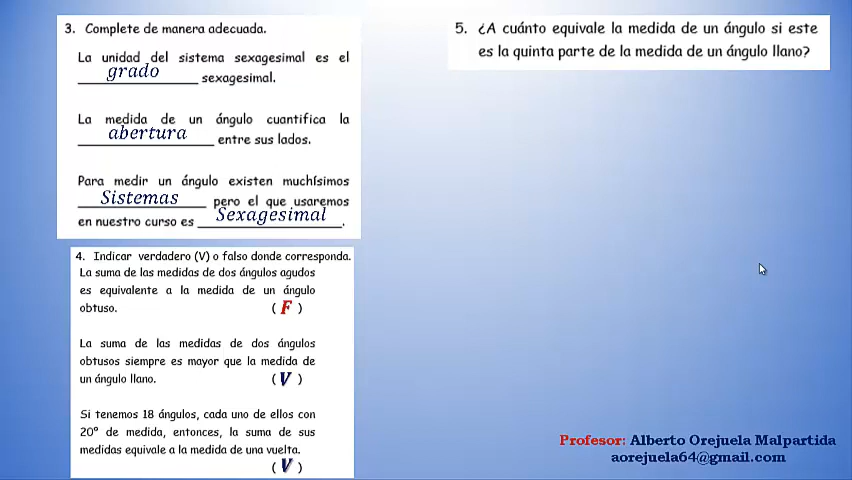 3. Complete de manera adecuada.
La unidad del sistema sexagesimal es el
grado sexagesimal.
La medida de un ángulo cuantifica la
abertura entre sus lados.
Para medir un ángulo existen muchísimos
Sistemas pero el que usaremos
en nuestro curso es Sexagesimal.
4. Indicar verdadero (V) o falso donde corresponda.
La suma de las medidas de dos ángulos agudos
es equivalente a la medida de un ángulo
obtuso. ( F )
La suma de las medidas de dos ángulos
obtusos siempre es mayor que la medida de
un ángulo llano. ( V )
Si tenemos 18 ángulos, cada uno de ellos con
20° de medida, entonces, la suma de sus
medidas equivale a la medida de una vuelta.
( V )
5. ¿A cuánto equivale la medida de un ángulo si este
es la quinta parte de la medida de un ángulo llano?
Profesor: Alberto Orejuela Malpartida
aorejuela64@gmail.com